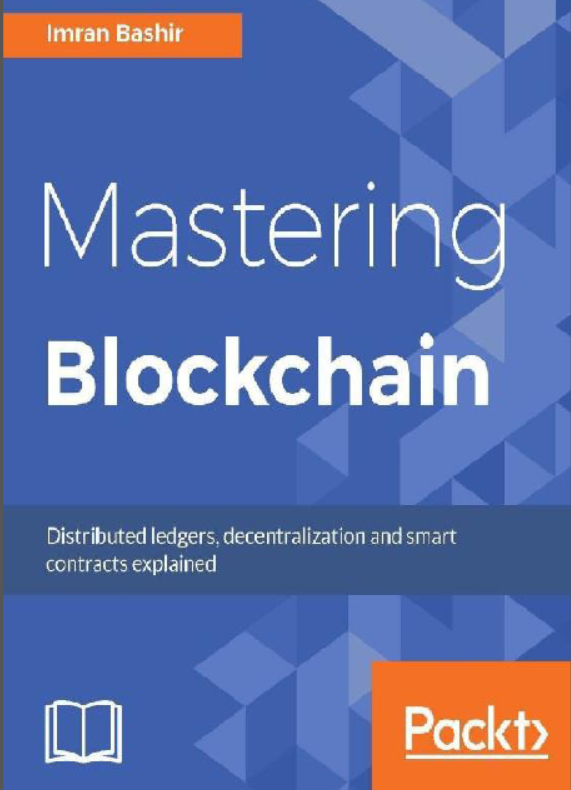 Imran Bashir
Mastering
Blockchain
Distributed ledgers, decentralization and smart
contracts explained
Packt>